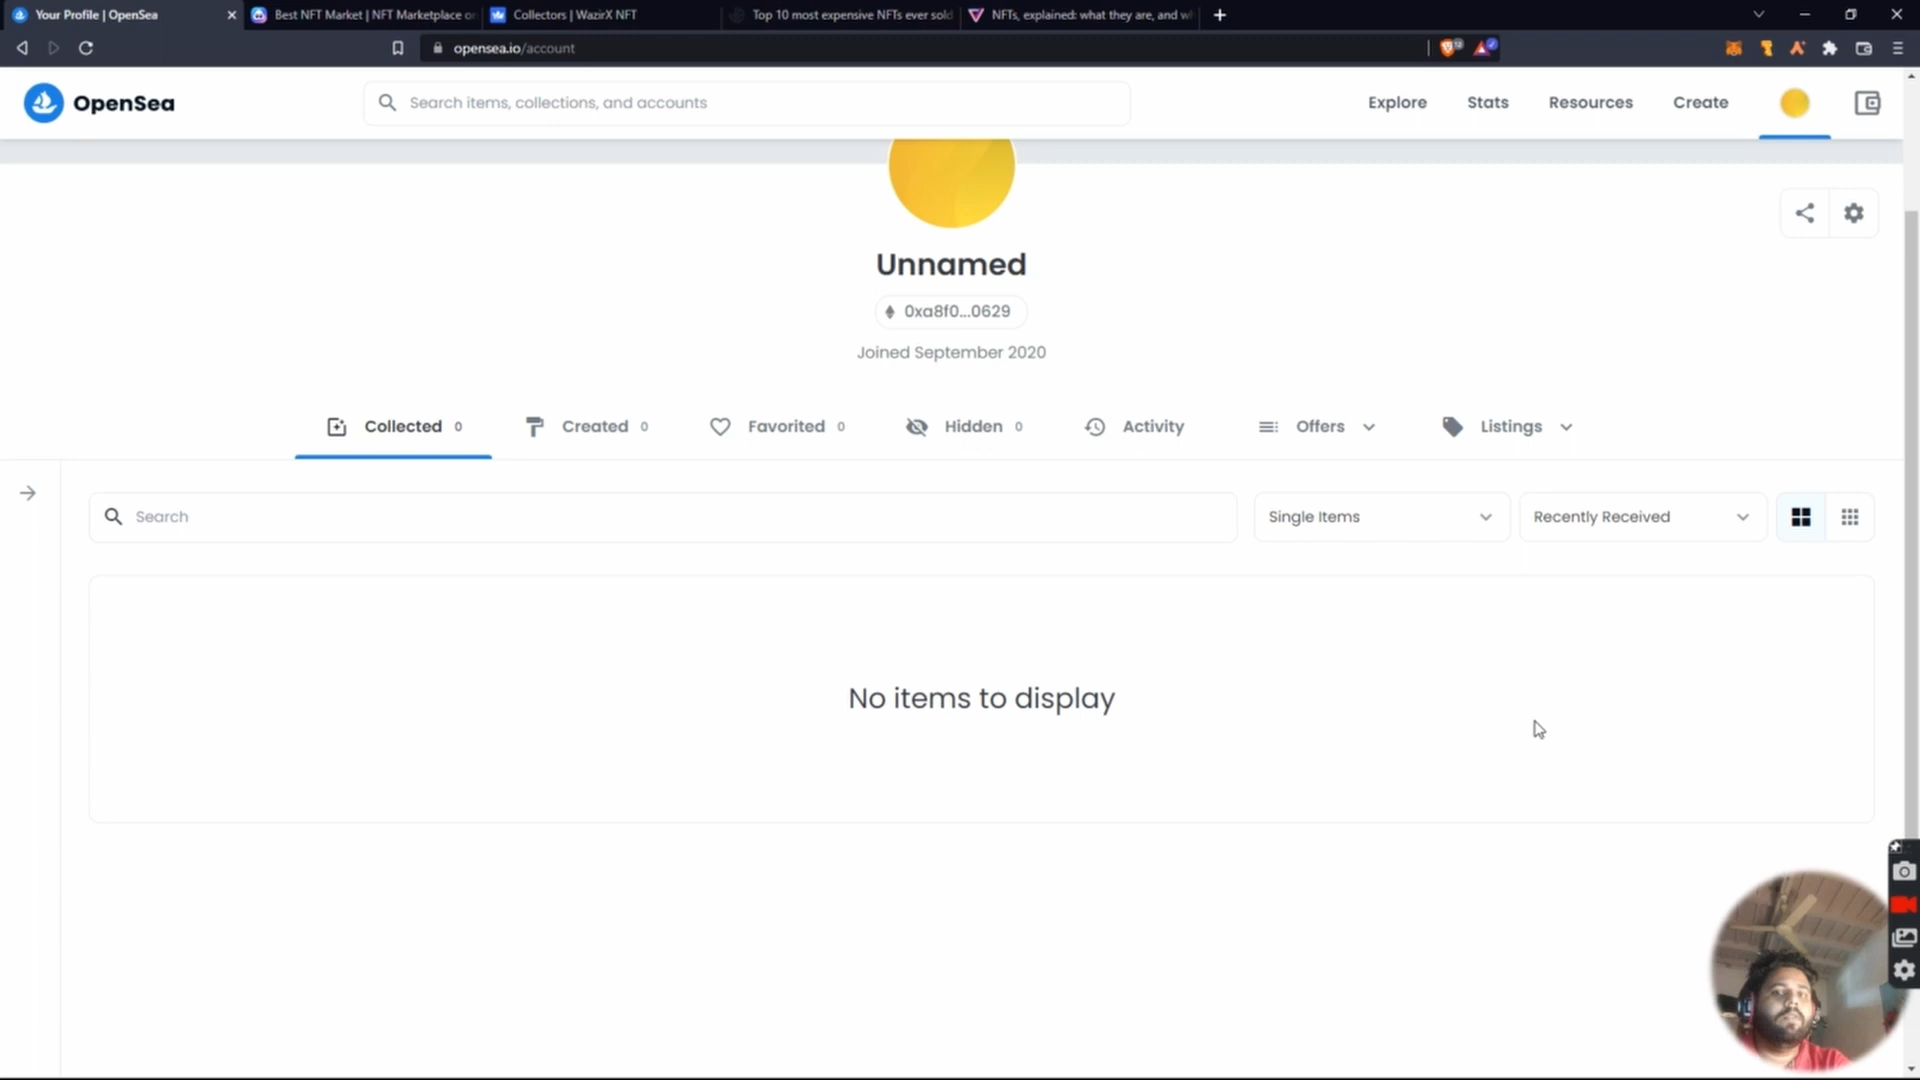 Your Profile | OpenSea
Best NFT Market | NFT Marketplace on
Collectors | WazirX NFT
Top 10 most expensive NFTs ever sold
NFTs, explained: what they are, and wh
opensea.io/account
OpenSea
Search items, collections, and accounts
Explore
Stats
Resources
Create
Unnamed
0xa8f0...0629
Joined September 2020
Collected 0
Created 0
Favorited 0
Hidden 0
Activity
Offers
Listings
Search
Single Items
Recently Received
No items to display